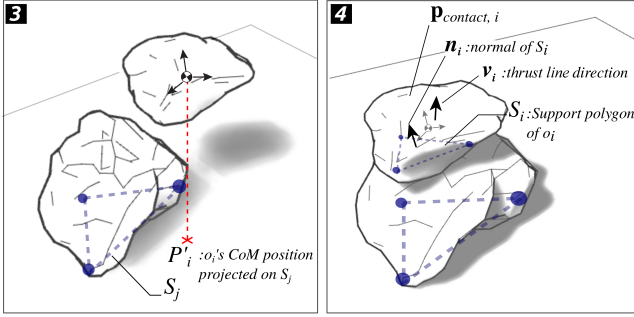 3
P'i :oi's CoM position
projected on Sj
Sj
4
pcontact, i
ni :normal of Si
vi :thrust line direction
Si :Support polygon
of oi